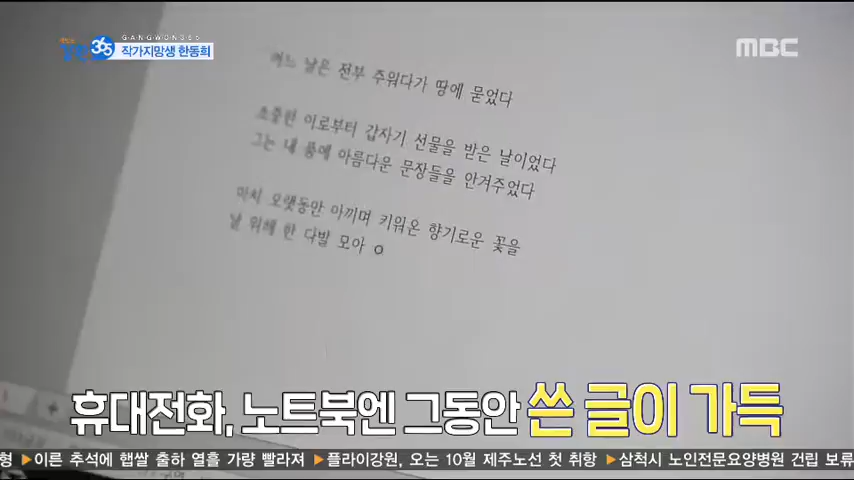 GANGWON365
365
작가지망생 한동희
MBC
어느 날은 전부 주워다가 땅에 묻었다
소중한 이로부터 갑자기 선물을 받은 날이었다
그는 내 품에 아름다운 문장들을 안겨주었다
마치 오랫동안 아끼며 키워온 향기로운 꽃을
날 위해 한 다발 모아 ㅇ
휴대전화, 노트북엔 그동안 쓴 글이 가득
형 ▶이른 추석에 햅쌀 출하 열흘 가량 빨라져 ▶플라이강원, 오는 10월 제주노선 첫 취항 ▶삼척시 노인전문요양병원 건립 보류